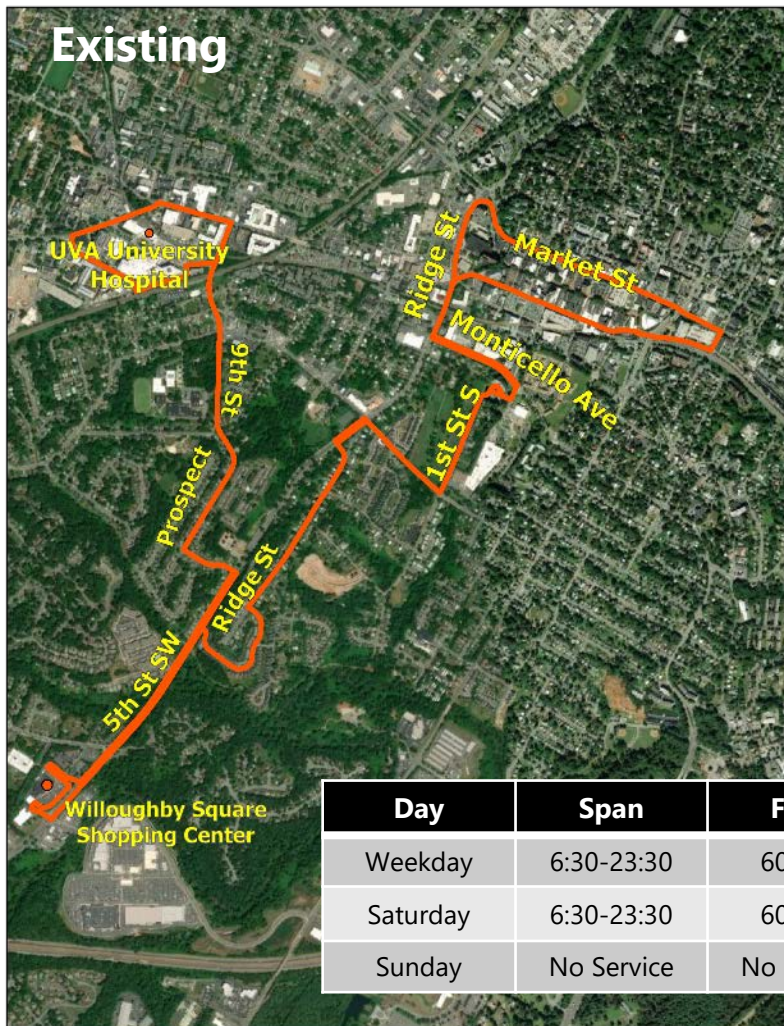 Existing
UVA University
Hospital
Ridge St
Market St
Monticello Ave
9th St
1st St S
Prospect
Ridge St
5th St SW
Willoughby Square
Shopping Center
Day Span F
Weekday 6:30-23:30 60
Saturday 6:30-23:30 60
Sunday No Service No